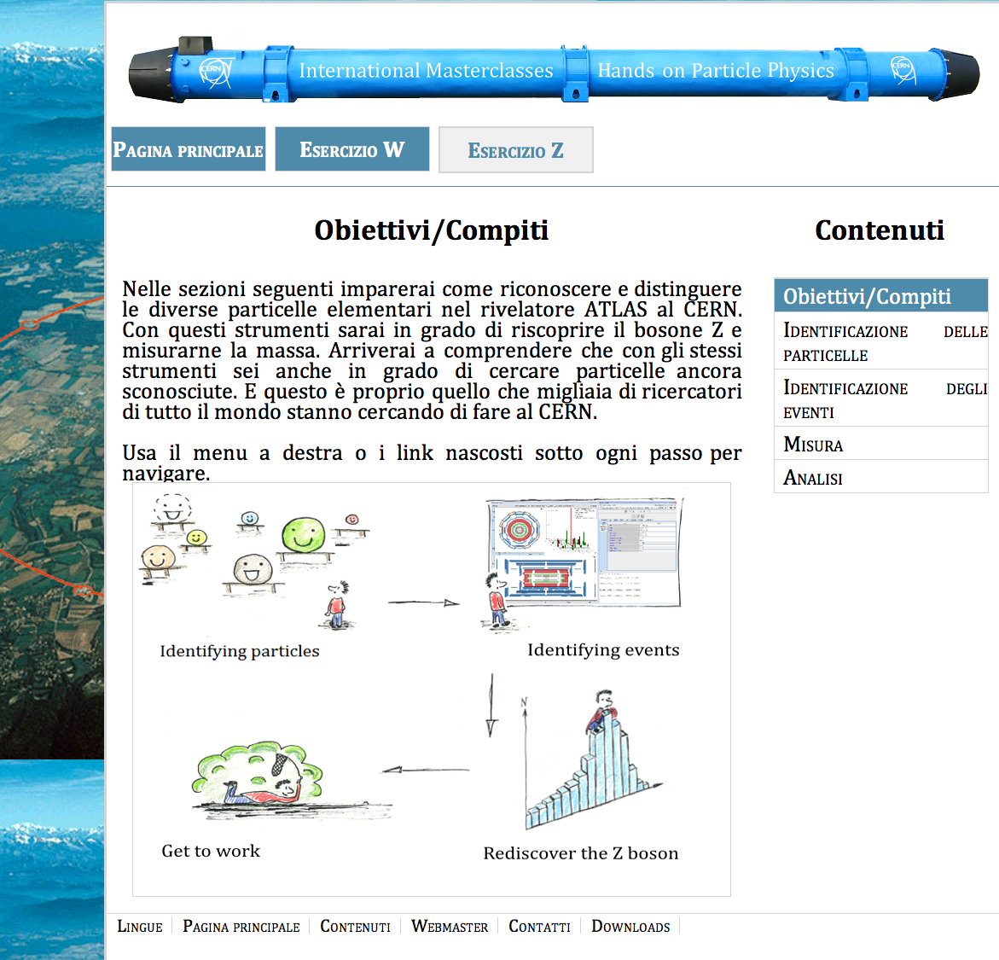 CERN International Masterclasses Hands on Particle Physics CERN
Pagina principale Esercizio W Esercizio Z
Obiettivi/Compiti
Nelle sezioni seguenti imparerai come riconoscere e distinguere
le diverse particelle elementari nel rivelatore ATLAS al CERN.
Con questi strumenti sarai in grado di riscoprire il bosone Z e
misurarne la massa. Arriverai a comprendere che con gli stessi
strumenti sei anche in grado di cercare particelle ancora
sconosciute. E questo è proprio quello che migliaia di ricercatori
di tutto il mondo stanno cercando di fare al CERN.
Usa il menu a destra o i link nascosti sotto ogni passo per
navigare.
Identifying particles
Identifying events
N
Get to work
Rediscover the Z boson
Contenuti
Obiettivi/Compiti
Identificazione delle
particelle
Identificazione degli
eventi
Misura
Analisi
Lingue Pagina principale Contenuti Webmaster Contatti Downloads